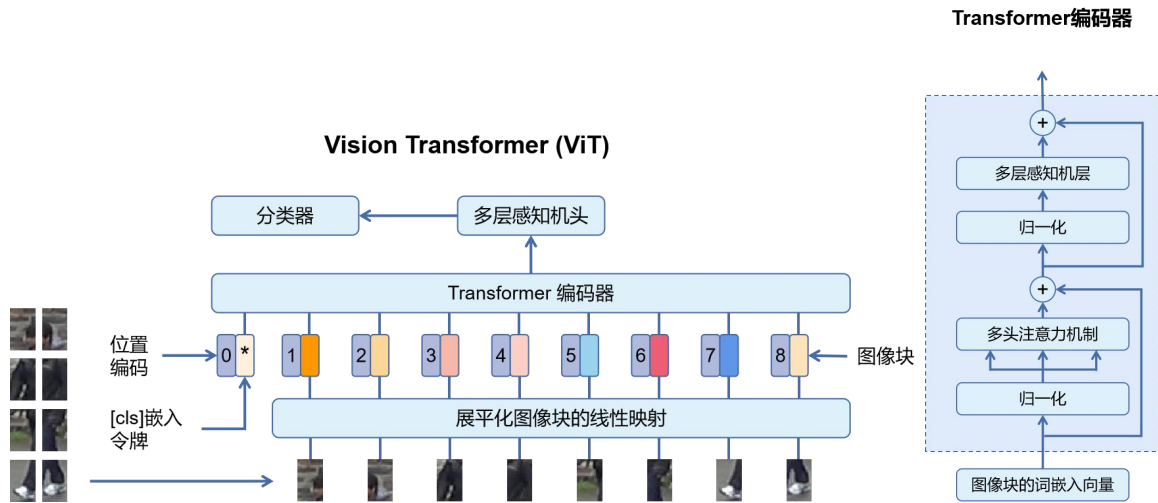 Transformer编码器
Vision Transformer (ViT)
分类器
多层感知机头
Transformer 编码器
位置
编码
0
*
1
2
3
4
5
6
7
8
图像块
[cls]嵌入
令牌
展平化图像块的线性映射
+
多层感知机层
归一化
+
多头注意力机制
归一化
图像块的词嵌入向量